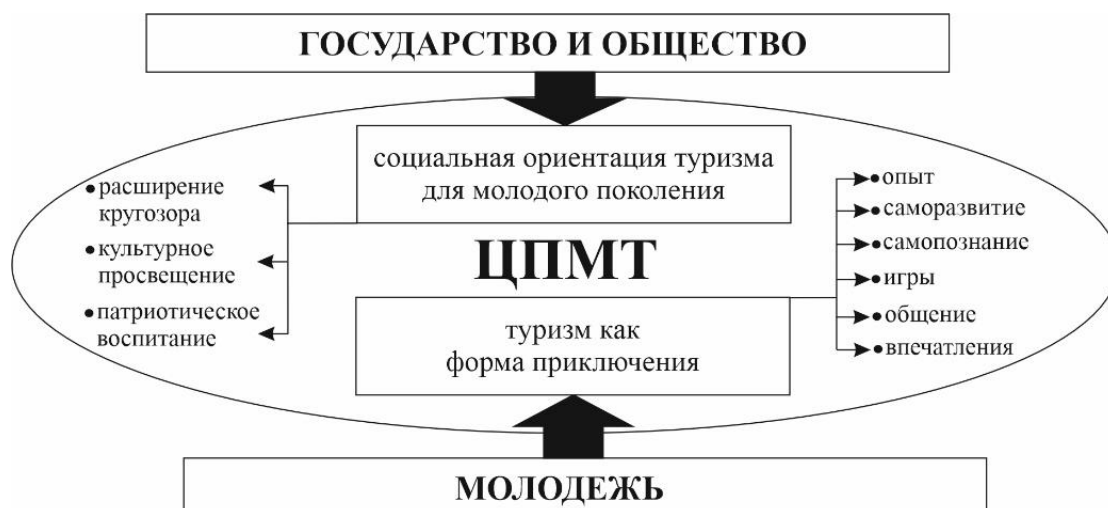 ГОСУДАРСТВО И ОБЩЕСТВО
социальная ориентация туризма
для молодого поколения
• расширение
кругозора
• культурное
просвещение
• патриотическое
воспитание
ЦПМТ
• опыт
• саморазвитие
• самопознание
• игры
• общение
• впечатления
туризм как
форма приключения
МОЛОДЕЖЬ